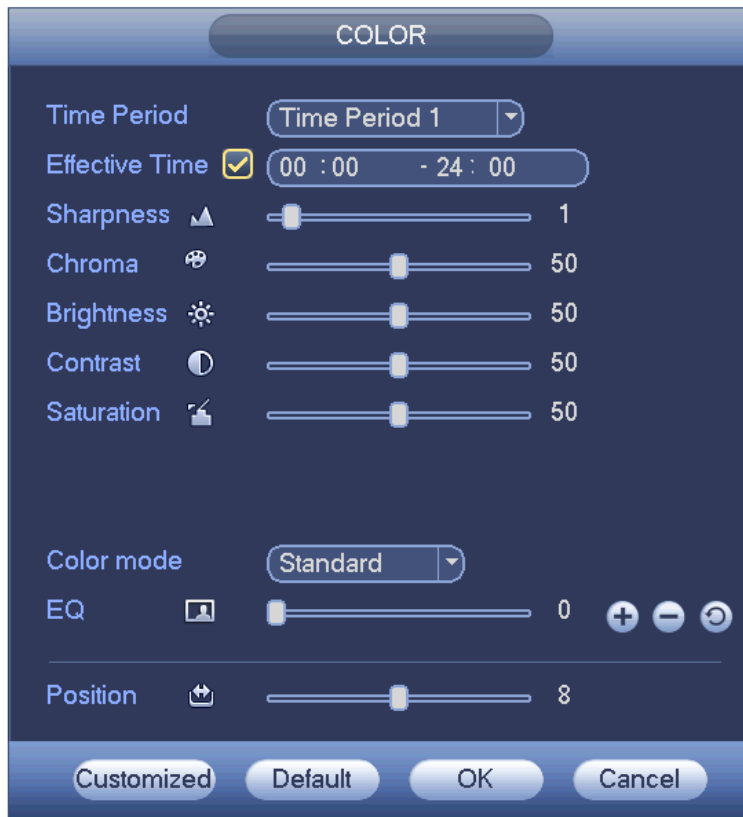 COLOR
Time Period Time Period 1
Effective Time 00 :00 - 24 : 00
Sharpness 1
Chroma 50
Brightness 50
Contrast 50
Saturation 50
Color mode Standard
EQ 0
Position 8
Customized Default OK Cancel